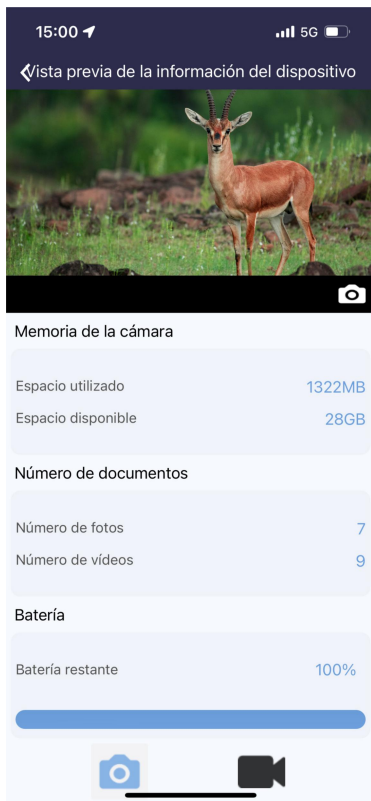 15:00
5G
Vista previa de la información del dispositivo
Memoria de la cámara
Espacio utilizado 1322MB
Espacio disponible 28GB
Número de documentos
Número de fotos 7
Número de vídeos 9
Batería
Batería restante 100%